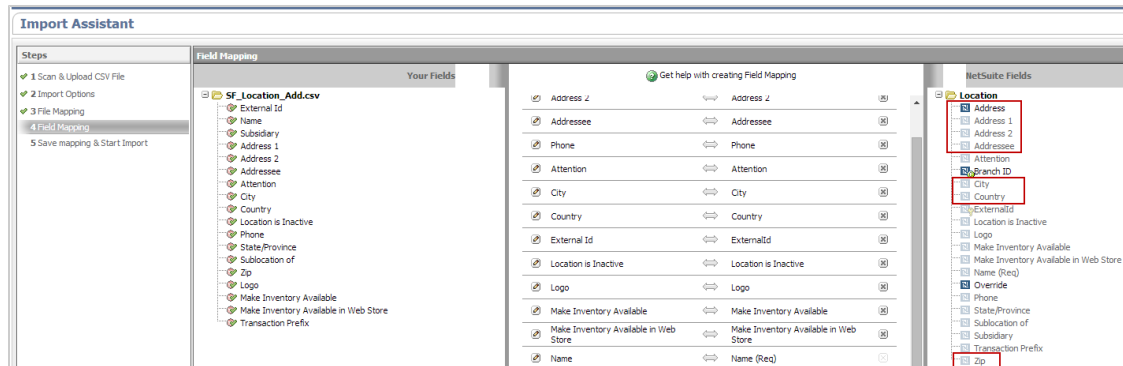 Import Assistant
Steps
1 Scan & Upload CSV File
2 Import Options
3 File Mapping
4 Field Mapping
5 Save mapping & Start Import
Field Mapping
Your Fields
SF_Location_Add.csv
External Id
Name
Subsidiary
Address 1
Address 2
Addressee
Attention
City
Country
Location is Inactive
Phone
State/Province
Sublocation of
Zip
Logo
Make Inventory Available
Make Inventory Available in Web Store
Transaction Prefix
Get help with creating Field Mapping
Address 2 Address 2
Addressee Addressee
Phone Phone
Attention Attention
City City
Country Country
External Id ExternalId
Location is Inactive Location is Inactive
Logo Logo
Make Inventory Available Make Inventory Available
Make Inventory Available in Web Make Inventory Available in Web
Store Store
Name Name (Req)
NetSuite Fields
Location
Address
Address 1
Address 2
Addressee
Attention
Branch ID
City
Country
ExternalId
Location is Inactive
Logo
Make Inventory Available
Make Inventory Available in Web Store
Name (Req)
Override
Phone
State/Province
Sublocation of
Subsidiary
Transaction Prefix
Zip